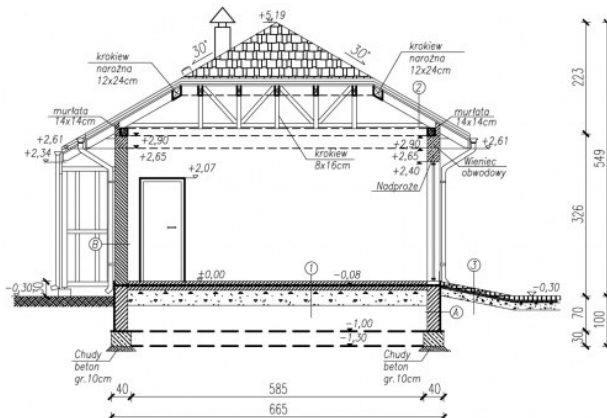 +5,19
30°
30°
krokiew
narożna
12x24cm
krokiew
narożna
12x24cm
223
2
murłata
14x14cm
murłata
14x14cm
+2,61
+2,34
+2,90
+2,65
+2,90
+2,65
+2,40
+2,61
krokiew
8x16cm
Wieniec
obwodowy
Nadproże
549
+2,07
326
B
±0,00
1
-0,08
3
-0,30
-0,30
A
70
100
-1,00
-1,30
30
Chudy
beton
gr.10cm
Chudy
beton
gr.10cm
40
585
40
665